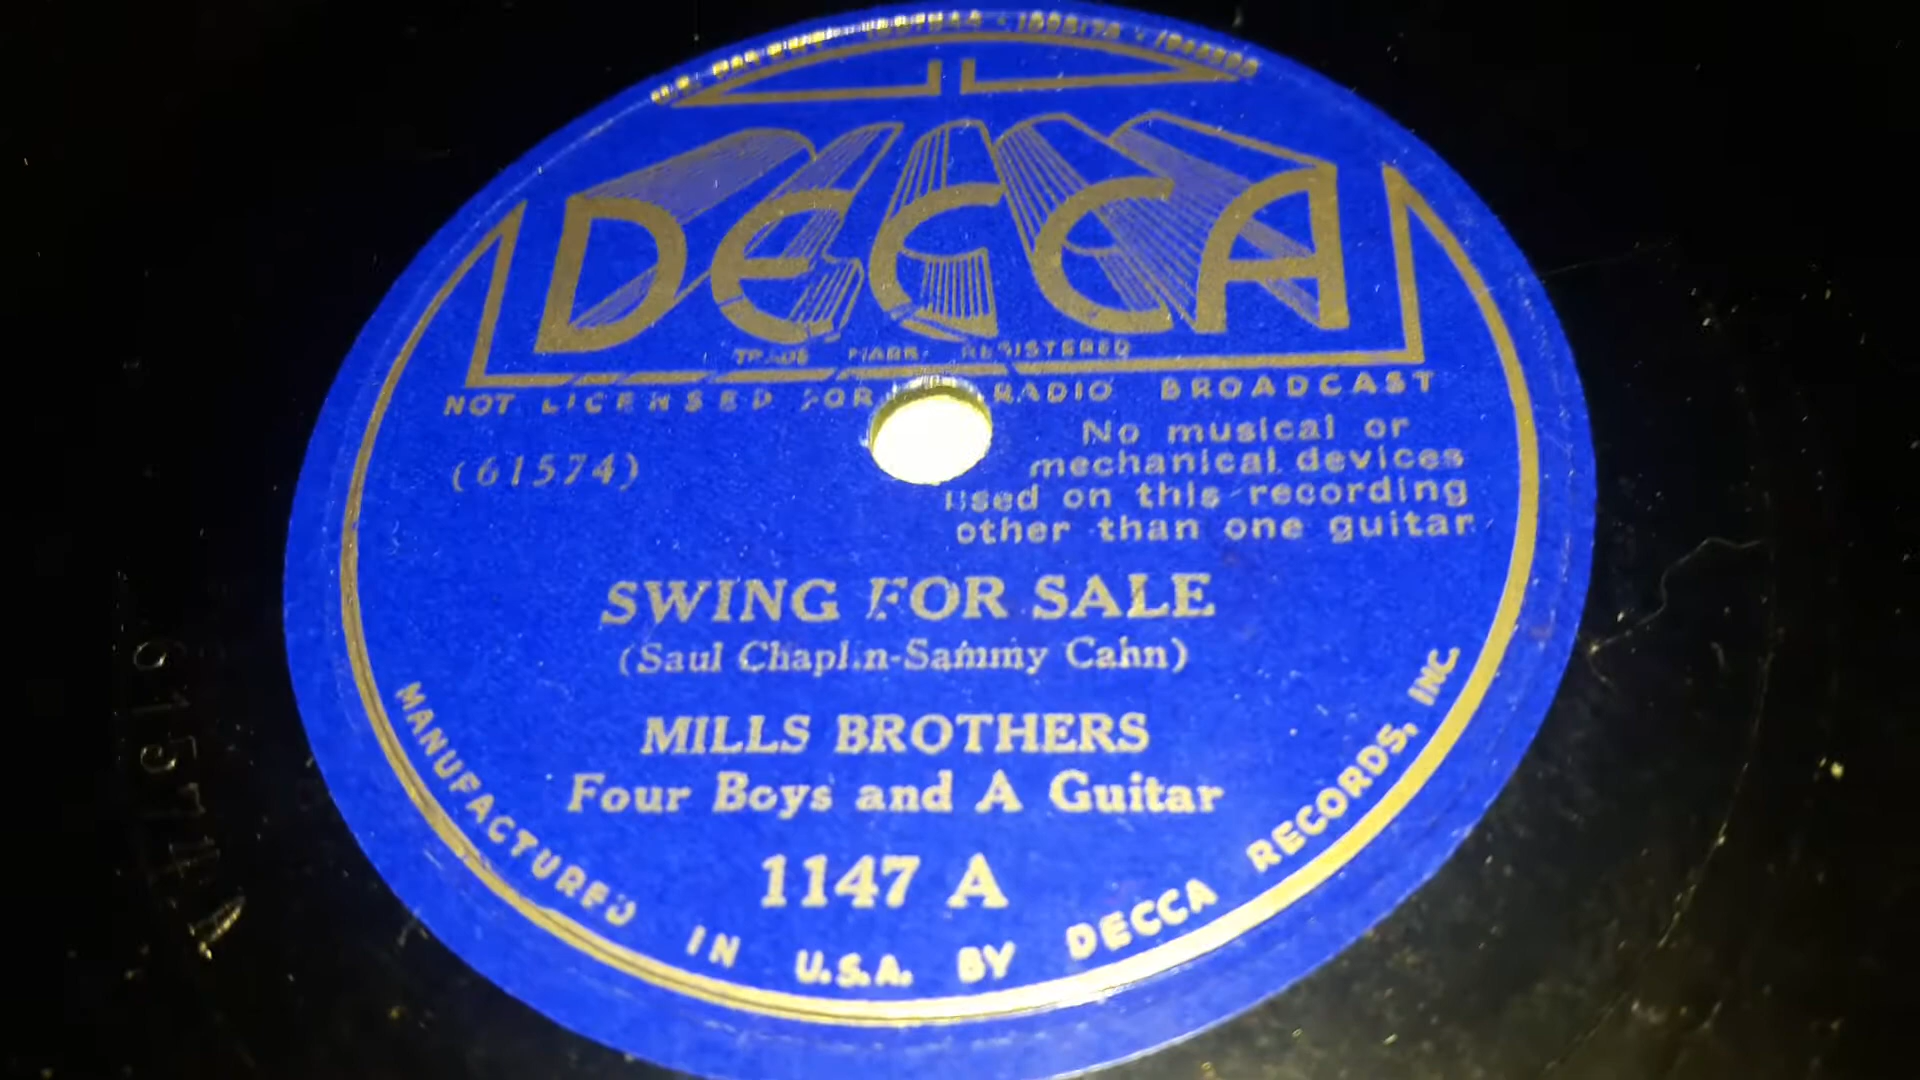 DECCA
TRADE MARK REGISTERED
NOT LICENSED FOR RADIO BROADCAST
(61574)
No musical or
mechanical devices
used on this recording
other than one guitar
SWING FOR SALE
(Saul Chaplin-Sammy Cahn)
MILLS BROTHERS
Four Boys and A Guitar
1147 A
MANUFACTURED IN U.S.A. BY DECCA RECORDS, INC.